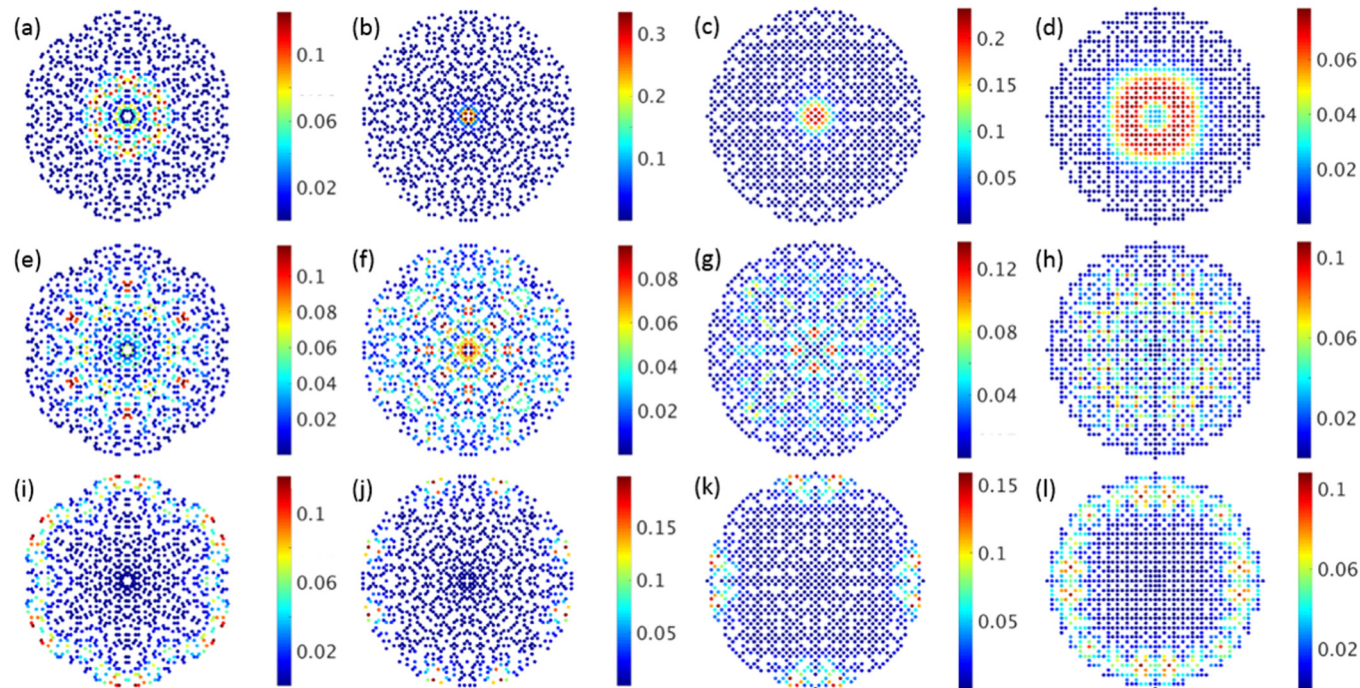 (a) 0.1 0.06 0.02
(b) 0.3 0.2 0.1
(c) 0.2 0.15 0.1 0.05
(d) 0.06 0.04 0.02
(e) 0.1 0.08 0.06 0.04 0.02
(f) 0.08 0.06 0.04 0.02
(g) 0.12 0.08 0.04
(h) 0.1 0.06 0.02
(i) 0.1 0.06 0.02
(j) 0.15 0.1 0.05
(k) 0.15 0.1 0.05
(l) 0.1 0.06 0.02